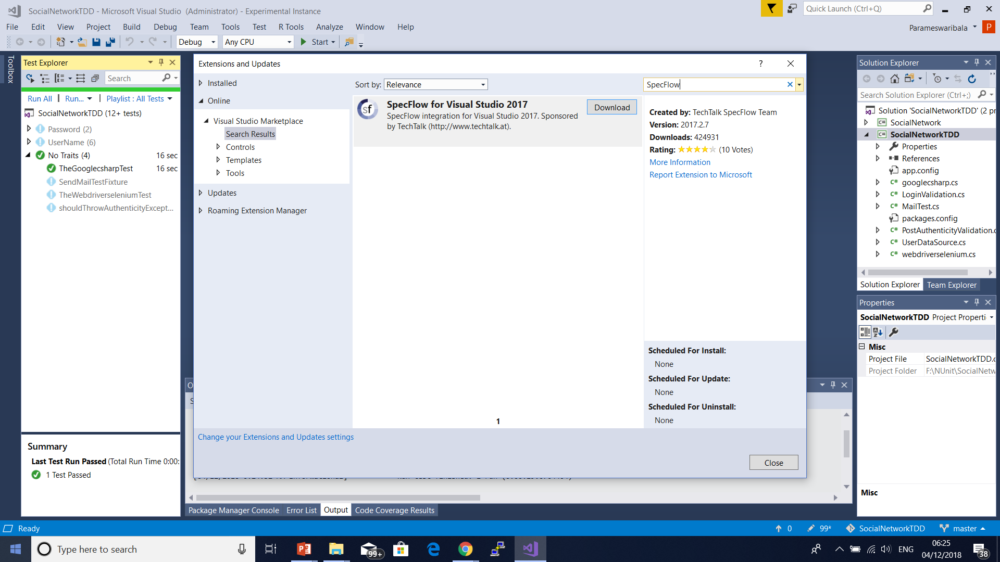 SocialNetworkTDD - Microsoft Visual Studio (Administrator) - Experimental Instance
Quick Launch (Ctrl+Q)
File Edit View Project Build Debug Team Tools Test R Tools Analyze Window Help
Parameswaribala P
Debug Any CPU Start
Toolbox
Test Explorer
Search
Run All | Run... | Playlist : All Tests
SocialNetworkTDD (12+ tests)
Password (2)
UserName (6)
No Traits (4) 16 sec
TheGooglecsharpTest 16 sec
SendMailTestFixture
TheWebdriverseleniumTest
shouldThrowAuthenticityExcept...
Summary
Last Test Run Passed (Total Run Time 0:00:
1 Test Passed
Extensions and Updates
?
Installed
Online
Visual Studio Marketplace
Search Results
Controls
Templates
Tools
Updates
Roaming Extension Manager
Sort by: Relevance
SpecFlow
sf
SpecFlow for Visual Studio 2017
Download
SpecFlow integration for Visual Studio 2017. Sponsored
by TechTalk (http://www.techtalk.at).
1
Created by: TechTalk SpecFlow Team
Version: 2017.2.7
Downloads: 424931
Rating: (10 Votes)
More Information
Report Extension to Microsoft
Scheduled For Install:
None
Scheduled For Update:
None
Scheduled For Uninstall:
None
Change your Extensions and Updates settings
Close
Package Manager Console Error List Output Code Coverage Results
Solution Explorer
Search Solution Explorer (Ctrl+;)
Solution 'SocialNetworkTDD' (2 pr
C# SocialNetwork
C# SocialNetworkTDD
Properties
References
app.config
C# googlecsharp.cs
C# LoginValidation.cs
C# MailTest.cs
packages.config
C# PostAuthenticityValidation.c
C# UserDataSource.cs
C# webdriverselenium.cs
Solution Explorer Team Explorer
Properties
SocialNetworkTDD Project Properti
Misc
Project File SocialNetworkTDD.c
Project Folder F:\NUnit\SocialNetw
Misc
Ready
0 99* SocialNetworkTDD master
Type here to search
99+
ENG
06:25
04/12/2018
38